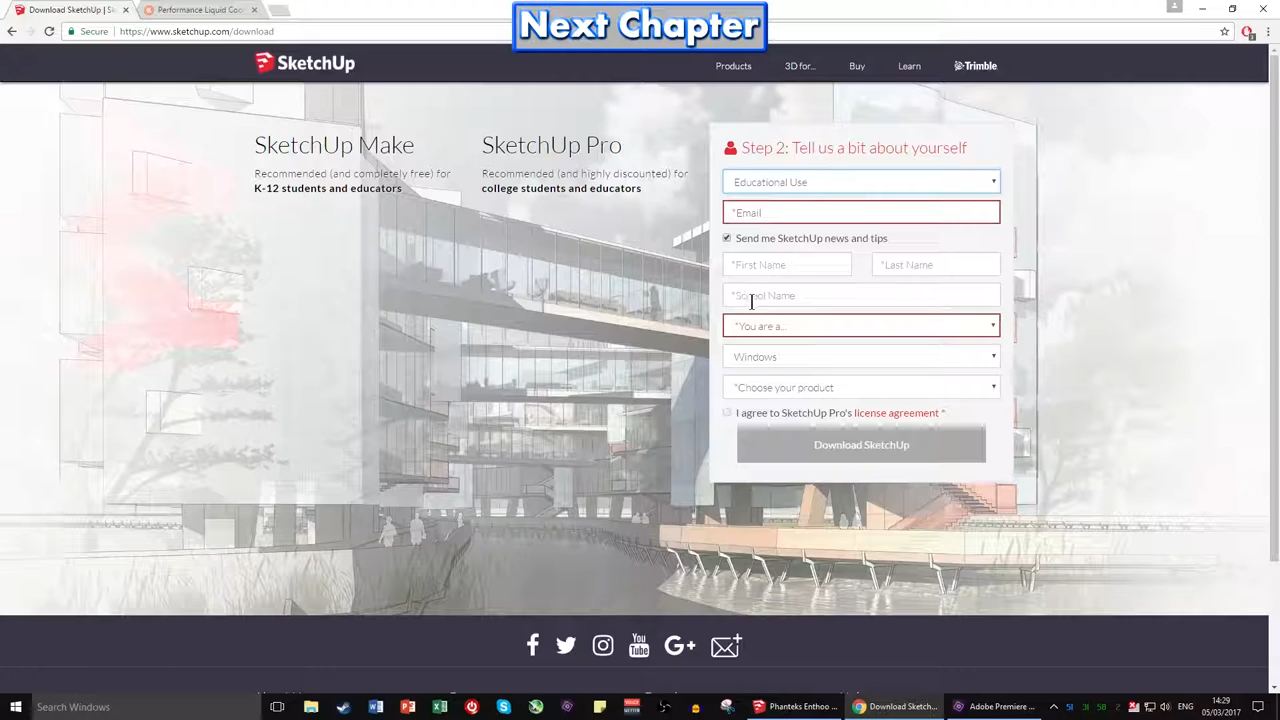 Download SketchUp | Sk
Performance Liquid Coo
Next Chapter
Secure
https://www.sketchup.com/download
SketchUp
Products
3D for...
Buy
Learn
Trimble
SketchUp Make
Recommended (and completely free) for
K-12 students and educators
SketchUp Pro
Recommended (and highly discounted) for
college students and educators
Step 2: Tell us a bit about yourself
Educational Use
*Email
Send me SketchUp news and tips
*First Name
*Last Name
*School Name
*You are a...
Windows
*Choose your product
I agree to SketchUp Pro's license agreement *
Download SketchUp
You Tube
G+
Search Windows
Phanteks Enthoo ...
Download Sketch...
Adobe Premiere ...
14:29
05/03/2017